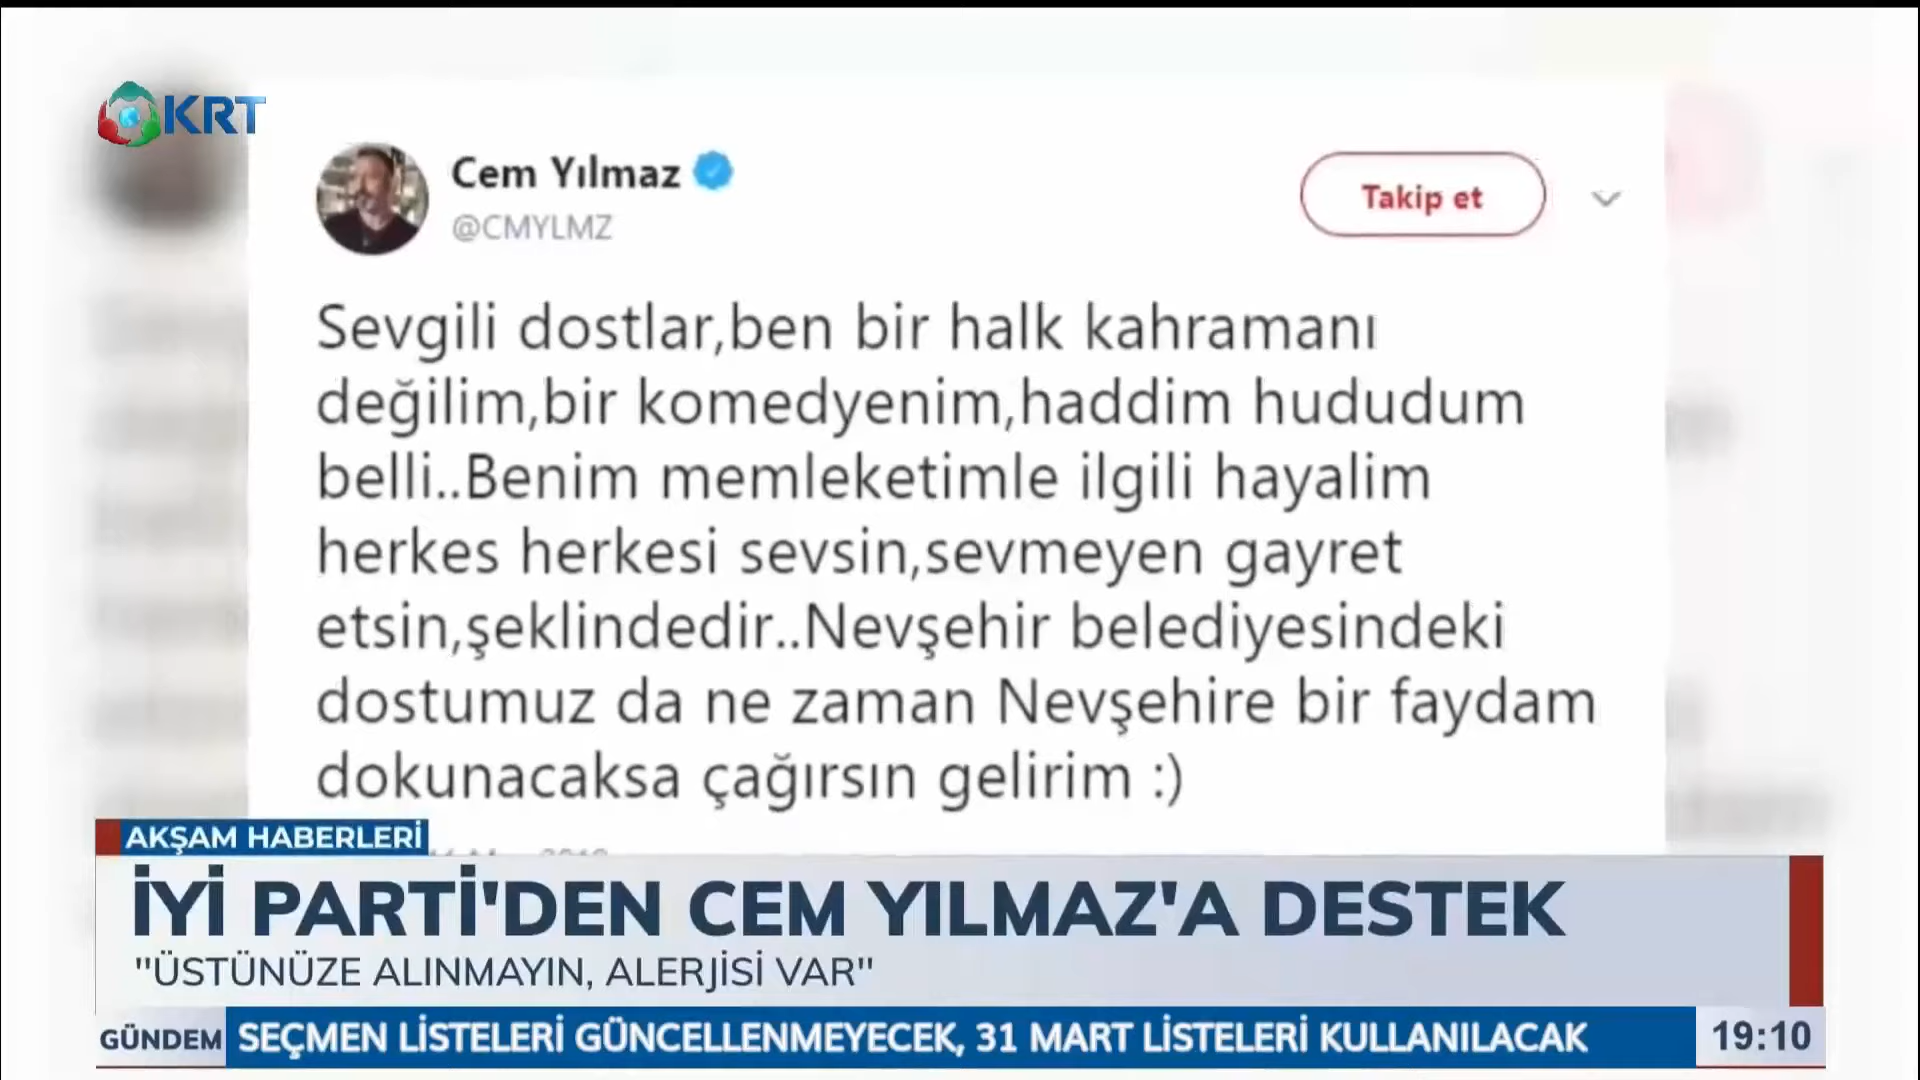 KRT
Cem Yılmaz
@CMYLMZ
Takip et
Sevgili dostlar,ben bir halk kahramanı
değilim,bir komedyenim,haddim hududum
belli..Benim memleketimle ilgili hayalim
herkes herkesi sevsin,sevmeyen gayret
etsin,şeklindedir..Nevşehir belediyesindeki
dostumuz da ne zaman Nevşehire bir faydam
dokunacaksa çağırsın gelirim :)
AKŞAM HABERLERİ
İYİ PARTİ'DEN CEM YILMAZ'A DESTEK
"ÜSTÜNÜZE ALINMAYIN, ALERJİSİ VAR"
GÜNDEM SEÇMEN LİSTELERİ GÜNCELLENMEYECEK, 31 MART LİSTELERİ KULLANILACAK 19:10